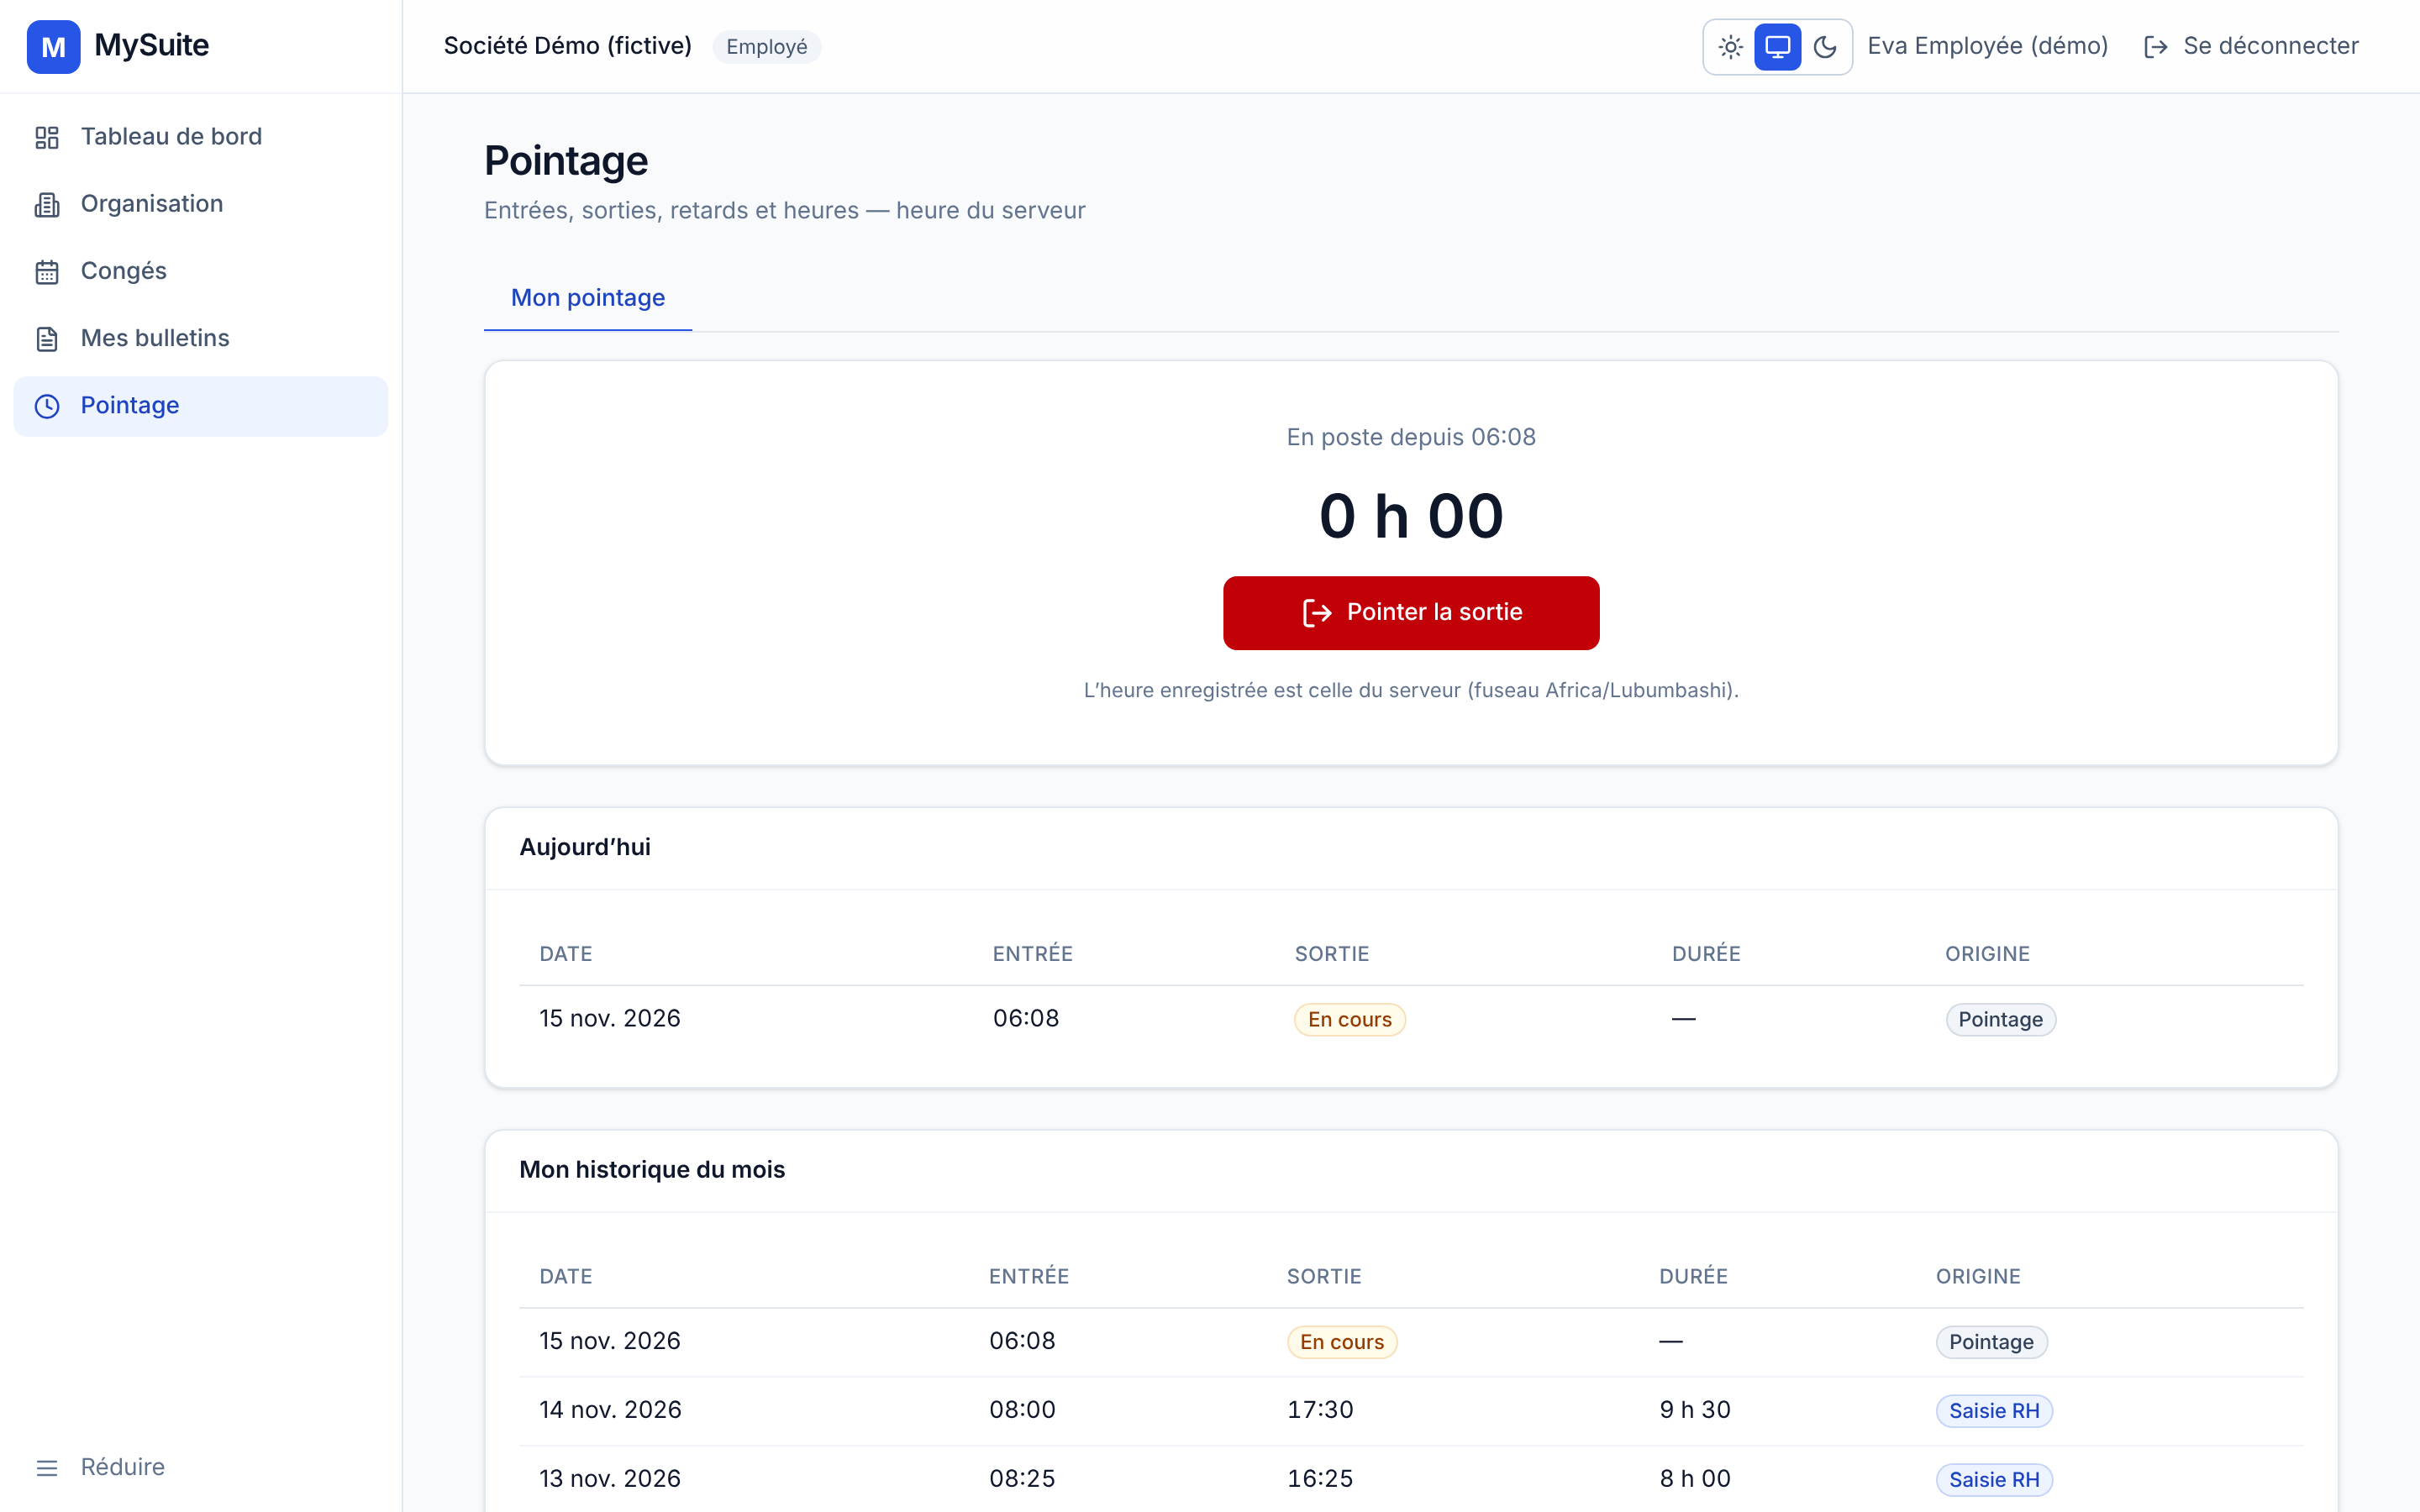 M MySuite
Société Démo (fictive) Employé
Eva Employée (démo) Se déconnecter
Tableau de bord
Organisation
Congés
Mes bulletins
Pointage
Réduire
Pointage
Entrées, sorties, retards et heures — heure du serveur
Mon pointage
En poste depuis 06:08
0 h 00
Pointer la sortie
L’heure enregistrée est celle du serveur (fuseau Africa/Lubumbashi).
Aujourd’hui
DATE ENTRÉE SORTIE DURÉE ORIGINE
15 nov. 2026 06:08 En cours — Pointage
Mon historique du mois
DATE ENTRÉE SORTIE DURÉE ORIGINE
15 nov. 2026 06:08 En cours — Pointage
14 nov. 2026 08:00 17:30 9 h 30 Saisie RH
13 nov. 2026 08:25 16:25 8 h 00 Saisie RH